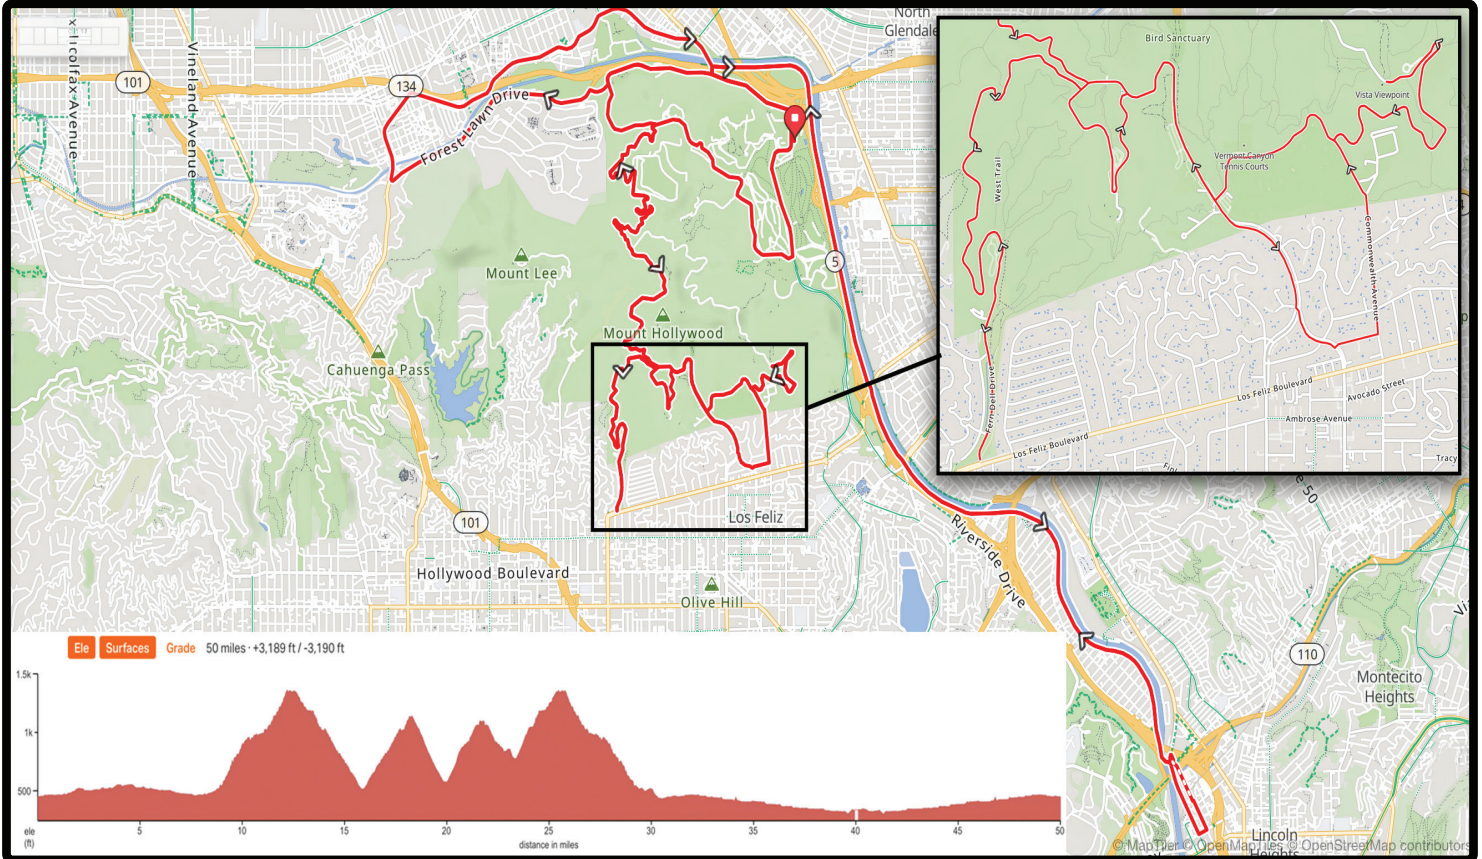 North
Glendale
101
134
Vineland Avenue
Forest Lawn Drive
5
Mount Lee
Mount Hollywood
Cahuenga Pass
101
Hollywood Boulevard
Los Feliz
Olive Hill
Riverside Drive
110
Montecito
Heights
Lincoln
Heights
Bird Sanctuary
Vista Viewpoint
Vermont Canyon
Tennis Courts
West Trail
Commonwealth Avenue
Fern Dell Drive
Los Feliz Boulevard
Los Feliz Boulevard
Avocado Street
Ambrose Avenue
Tracy
Ele
Surfaces
Grade
50 miles · +3,189 ft / -3,190 ft
1.5k
1k
500
ele
(ft)
5
10
15
20
25
30
35
40
45
50
distance in miles
© MapTiler © OpenMapTiles © OpenStreetMap contributors